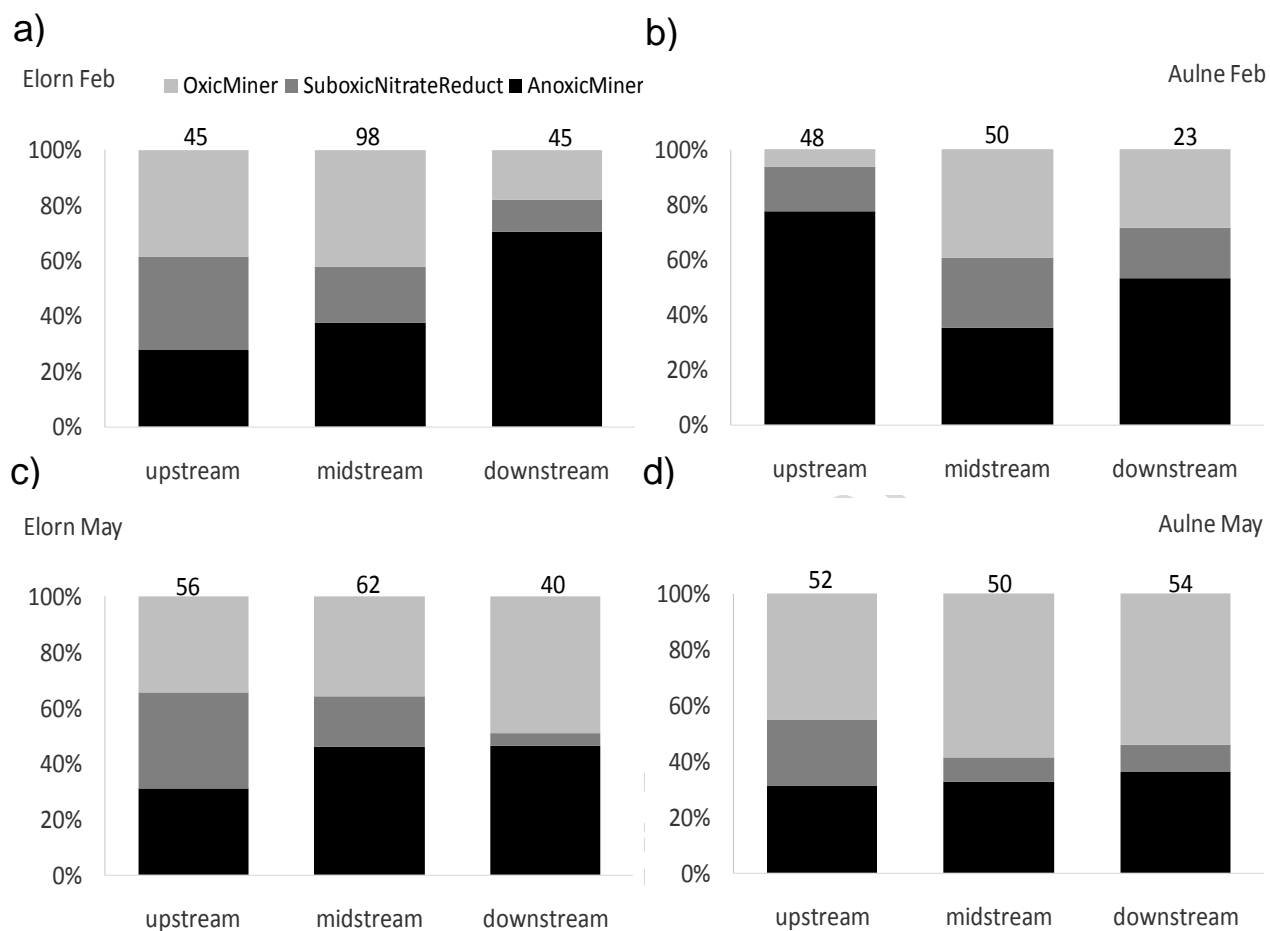 a)
Elorn Feb
OxicMiner SuboxicNitrateReduct AnoxicMiner
45 98 45
100%
80%
60%
40%
20%
0%
upstream midstream downstream
b)
Aulne Feb
48 50 23
100%
80%
60%
40%
20%
0%
upstream midstream downstream
c)
Elorn May
56 62 40
100%
80%
60%
40%
20%
0%
upstream midstream downstream
d)
Aulne May
52 50 54
100%
80%
60%
40%
20%
0%
upstream midstream downstream